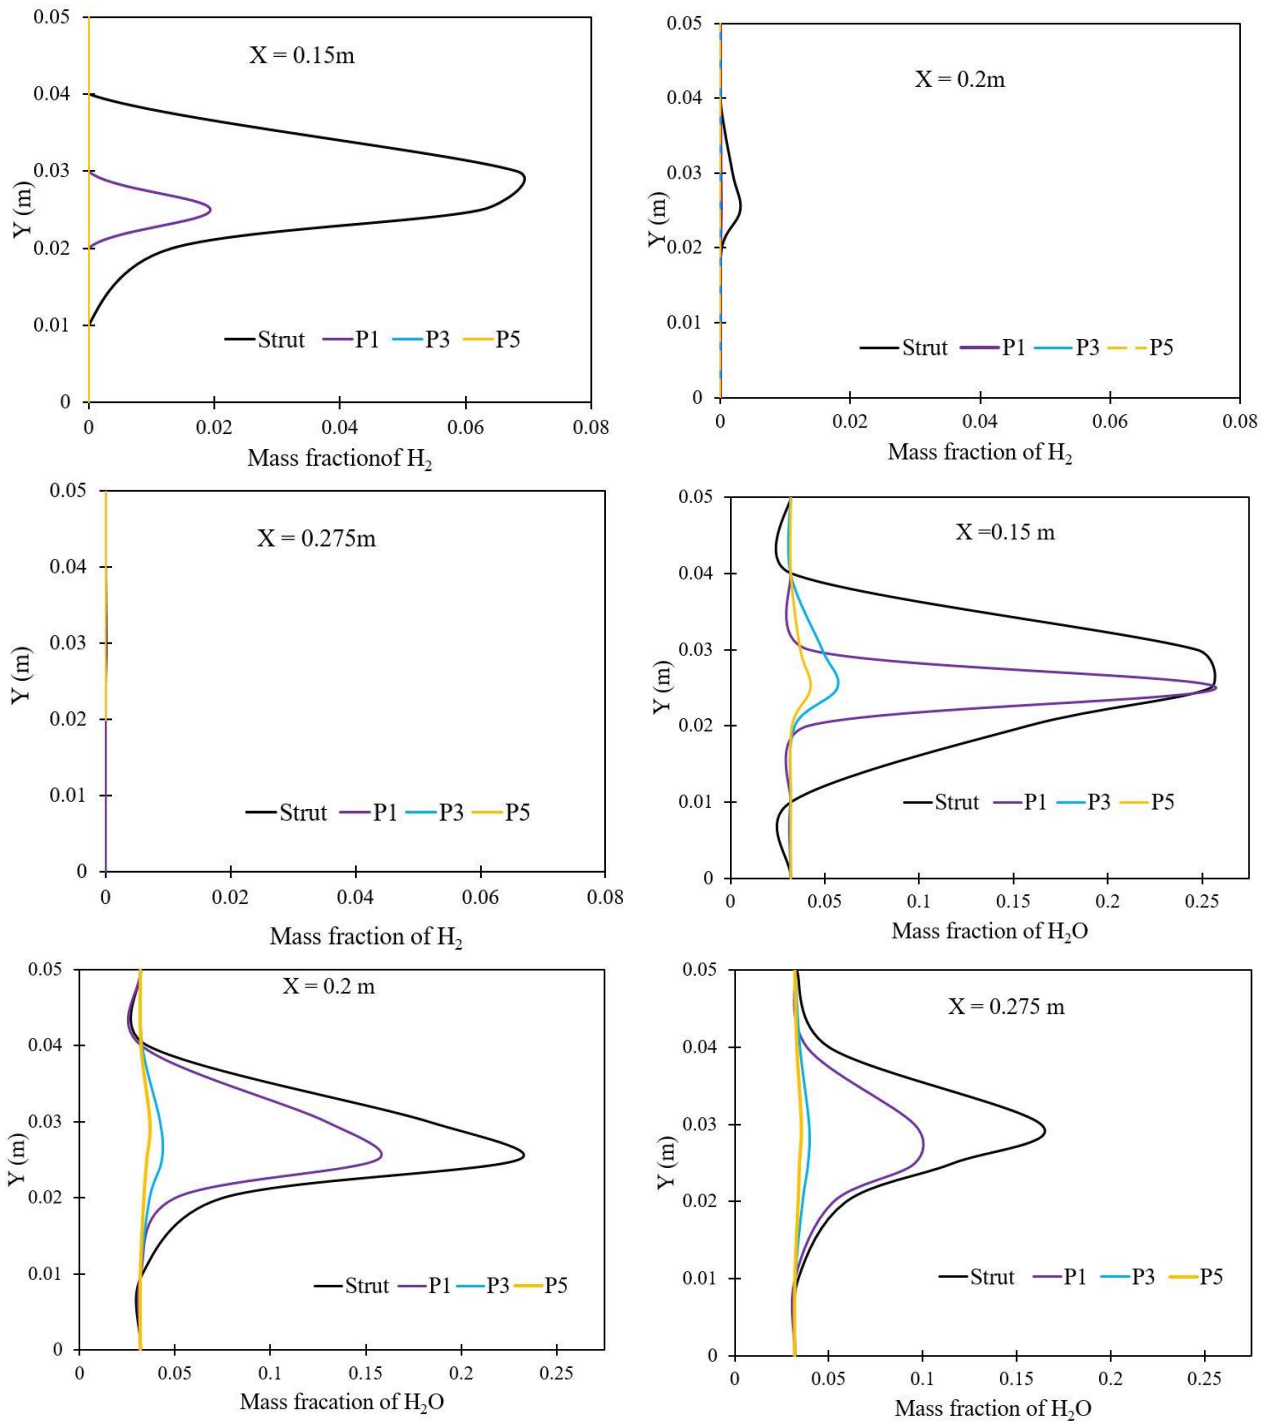 0.05
0.04
0.03
0.02
0.01
0
Y (m)
X = 0.15m
Strut P1 P3 P5
0 0.02 0.04 0.06 0.08
Mass fractionof H₂
0.05
0.04
0.03
0.02
0.01
0
Y (m)
X = 0.2m
Strut P1 P3 P5
0 0.02 0.04 0.06 0.08
Mass fraction of H₂
0.05
0.04
0.03
0.02
0.01
0
Y (m)
X = 0.275m
Strut P1 P3 P5
0 0.02 0.04 0.06 0.08
Mass fraction of H₂
0.05
0.04
0.03
0.02
0.01
0
Y (m)
X =0.15 m
Strut P1 P3 P5
0 0.05 0.1 0.15 0.2 0.25
Mass fraction of H₂O
0.05
0.04
0.03
0.02
0.01
0
Y (m)
X = 0.2 m
Strut P1 P3 P5
0 0.05 0.1 0.15 0.2 0.25
Mass fracation of H₂O
0.05
0.04
0.03
0.02
0.01
0
Y (m)
X = 0.275 m
Strut P1 P3 P5
0 0.05 0.1 0.15 0.2 0.25
Mass fraction of H₂O